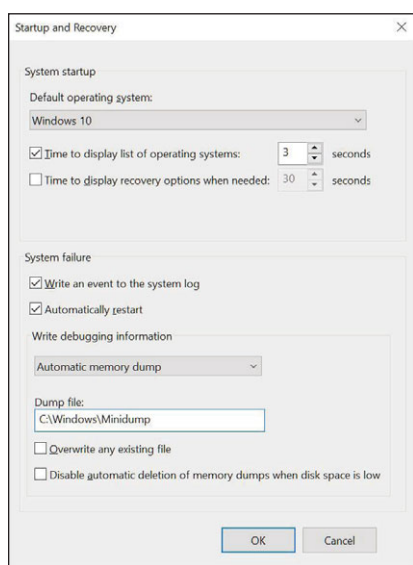 Startup and Recovery
System startup
Default operating system:
Windows 10
Time to display list of operating systems: 3 seconds
Time to display recovery options when needed: 30 seconds
System failure
Write an event to the system log
Automatically restart
Write debugging information
Automatic memory dump
Dump file:
C:\Windows\Minidump
Overwrite any existing file
Disable automatic deletion of memory dumps when disk space is low
OK Cancel